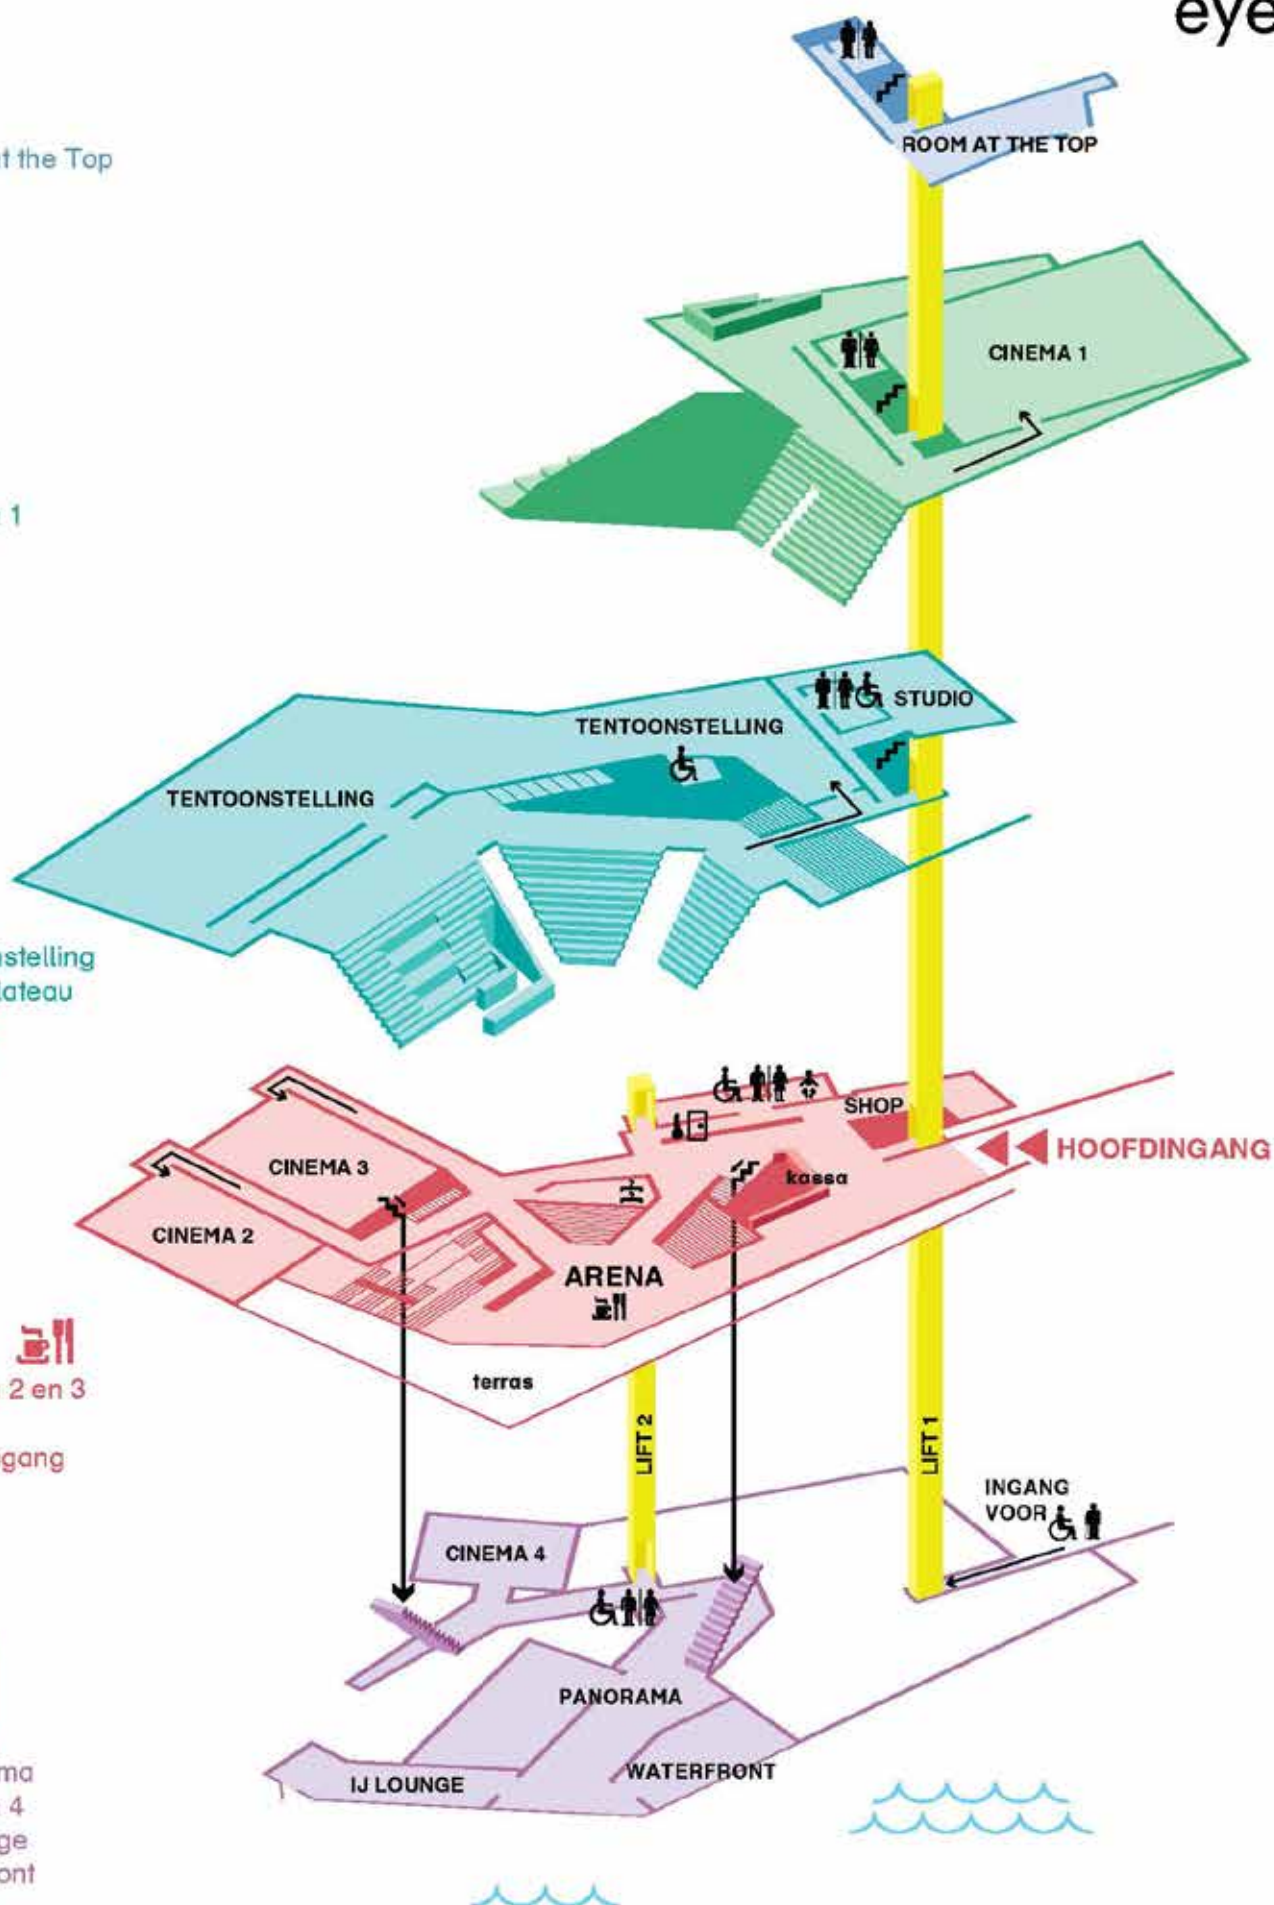 eye
t the Top
ROOM AT THE TOP
1
CINEMA 1
STUDIO
TENTOONSTELLING
TENTOONSTELLING
nstelling
lateau
SHOP
HOOFDINGANG
CINEMA 3
kassa
CINEMA 2
ARENA
2 en 3
terras
gang
LIFT 2
LIFT 1
INGANG
VOOR
CINEMA 4
PANORAMA
WATERFRONT
IJ LOUNGE
ma
4
ge
ont